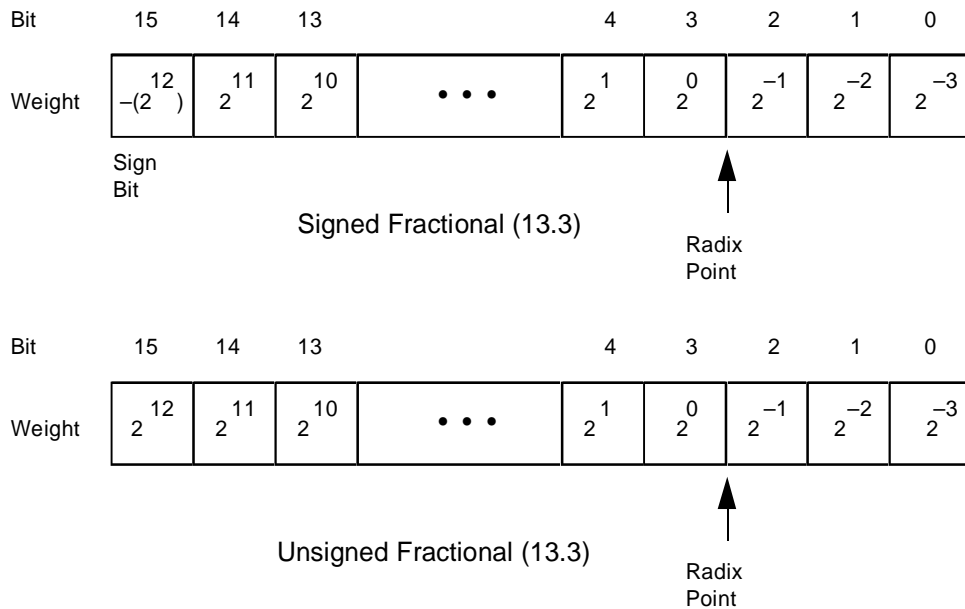 Bit 15 14 13 4 3 2 1 0
Weight –(2^12) 2^11 2^10 • • • 2^1 2^0 2^–1 2^–2 2^–3
Sign
Bit
Signed Fractional (13.3)
Radix
Point
Bit 15 14 13 4 3 2 1 0
Weight 2^12 2^11 2^10 • • • 2^1 2^0 2^–1 2^–2 2^–3
Unsigned Fractional (13.3)
Radix
Point